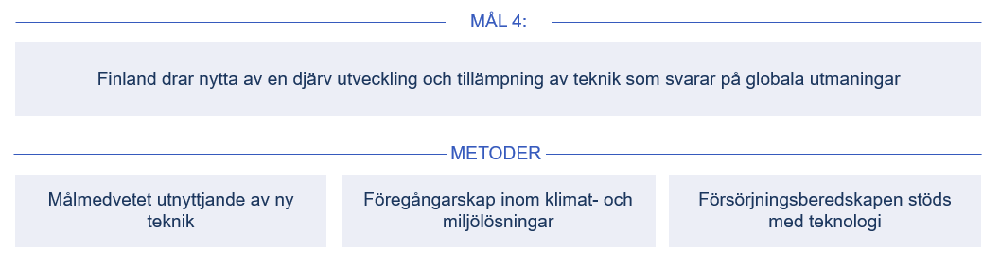 MÅL 4:
Finland drar nytta av en djärv utveckling och tillämpning av teknik som svarar på globala utmaningar
METODER
Målmedvetet utnyttjande av ny
teknik
Föregångarskap inom klimat- och
miljölösningar
Försörjningsberedskapen stöds
med teknologi